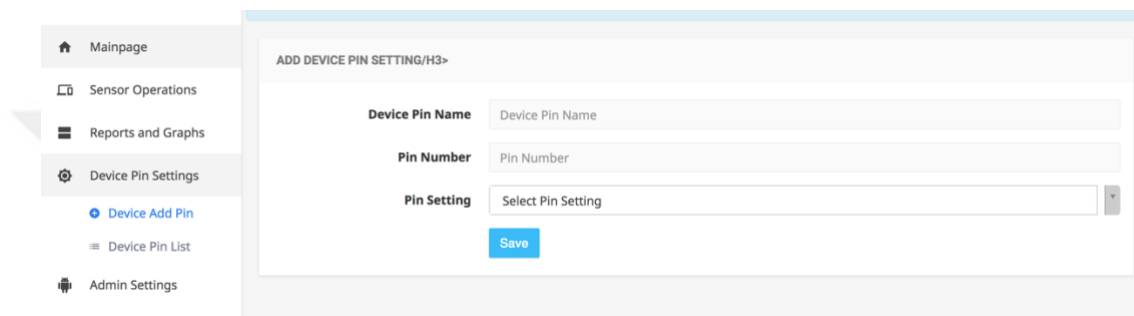 Mainpage
Sensor Operations
Reports and Graphs
Device Pin Settings
Device Add Pin
Device Pin List
Admin Settings
ADD DEVICE PIN SETTING/H3>
Device Pin Name Device Pin Name
Pin Number Pin Number
Pin Setting Select Pin Setting
Save